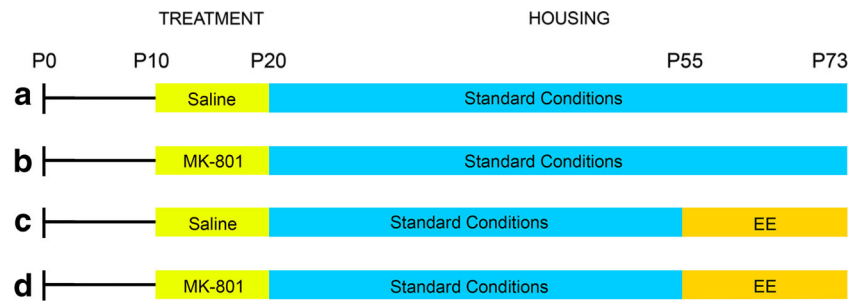 TREATMENT HOUSING
P0 P10 P20 P55 P73
a Saline Standard Conditions
b MK-801 Standard Conditions
c Saline Standard Conditions EE
d MK-801 Standard Conditions EE